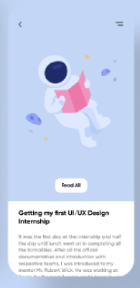 Read All
Getting my first UI/UX Design
Internship
It was the first day at the internship and half
the day until lunch went on in completing all
the formalities. After all the official
documentation and introduction with
respective teams, I was introduced to my
mentor Mr. Robert Wick. He was working at